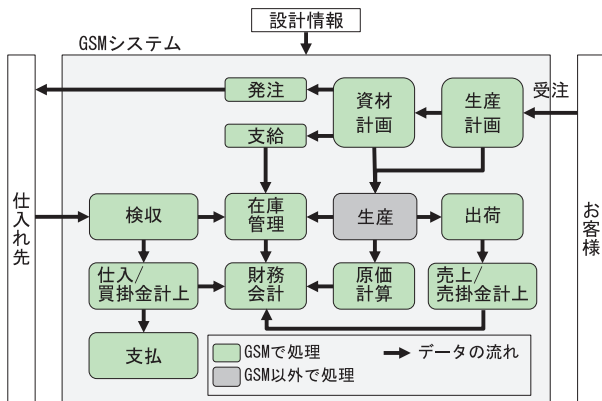 設計情報
GSMシステム
発注
資材
計画
生産
計画
受注
支給
仕入れ先
お客様
検収
在庫
管理
生産
出荷
仕入/
買掛金計上
財務
会計
原価
計算
売上/
売掛金計上
支払
GSMで処理
データの流れ
GSM以外で処理